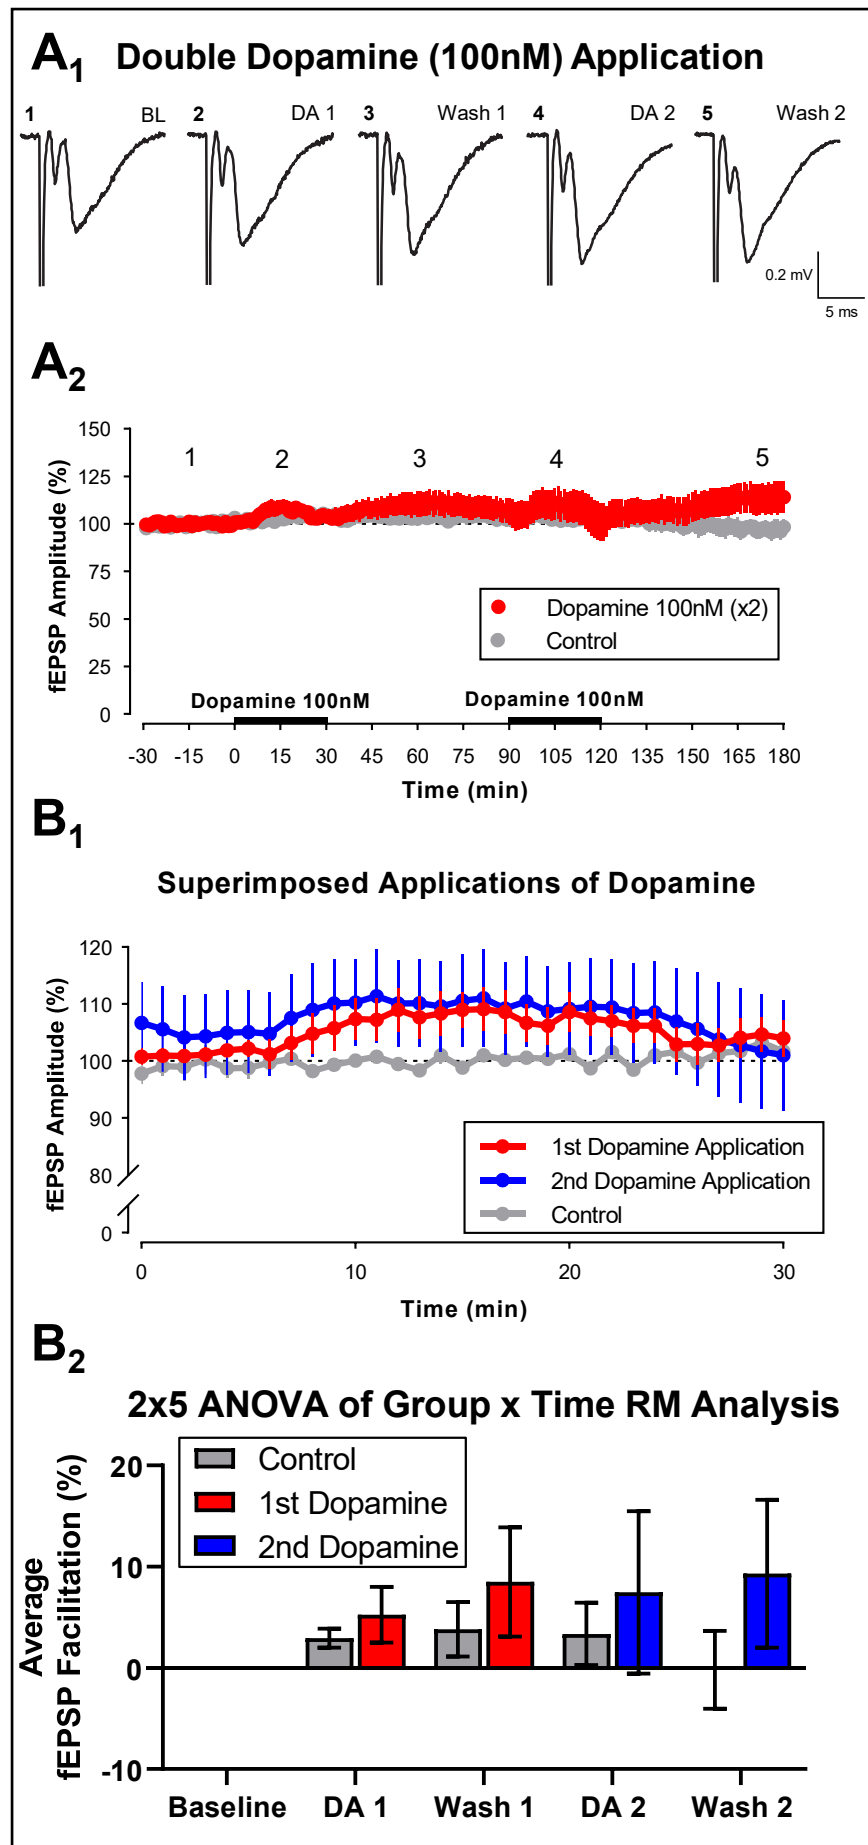 A1 Double Dopamine (100nM) Application
1 BL 2 DA 1 3 Wash 1 4 DA 2 5 Wash 2
0.2 mV
5 ms
A2
fEPSP Amplitude (%)
150
125
100
75
50
25
0
1 2 3 4 5
Dopamine 100nM (x2)
Control
Dopamine 100nM Dopamine 100nM
-30 -15 0 15 30 45 60 75 90 105 120 135 150 165 180
Time (min)
B1
Superimposed Applications of Dopamine
fEPSP Amplitude (%)
120
110
100
90
80
0
1st Dopamine Application
2nd Dopamine Application
Control
0 10 20 30
Time (min)
B2
2x5 ANOVA of Group x Time RM Analysis
Average
fEPSP Facilitation (%)
20
10
0
-10
Control
1st Dopamine
2nd Dopamine
Baseline DA 1 Wash 1 DA 2 Wash 2